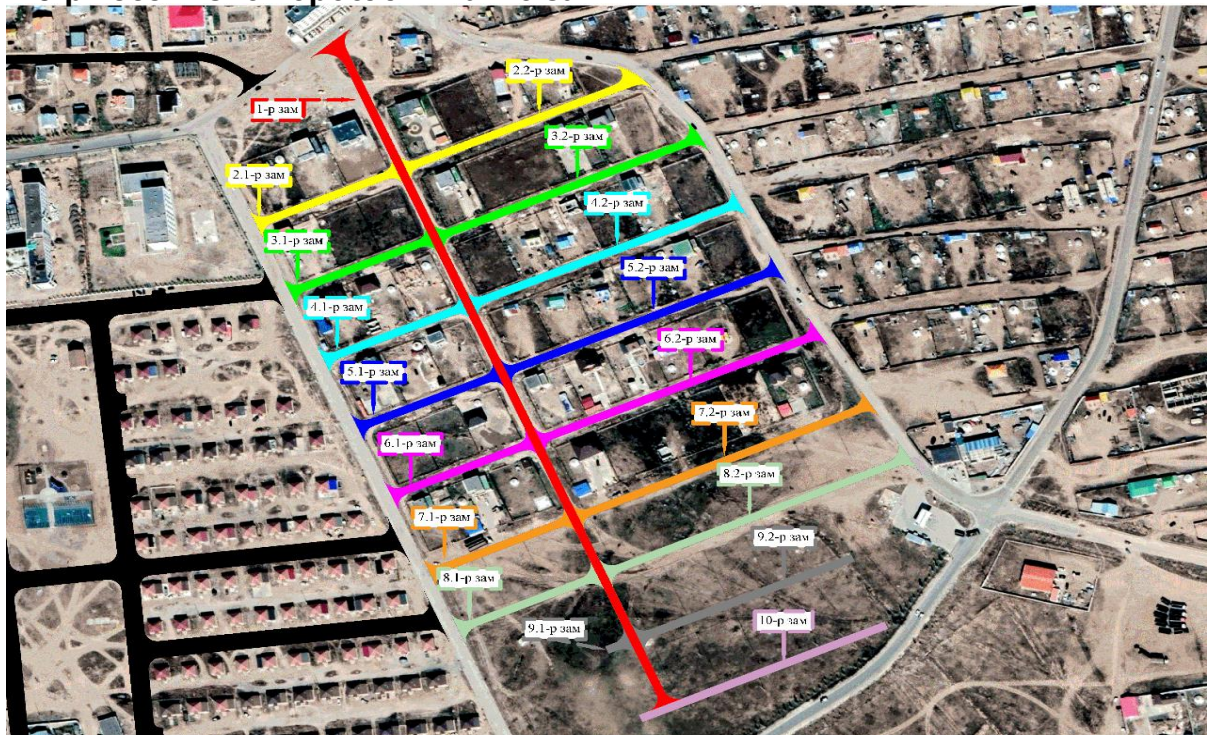 1-р зам
2.2-р зам
3.2-р зам
2.1-р зам
4.2-р зам
3.1-р зам
5.2-р зам
4.1-р зам
6.2-р зам
5.1-р зам
7.2-р зам
6.1-р зам
8.2-р зам
7.1-р зам
9.2-р зам
8.1-р зам
10-р зам
9.1-р зам